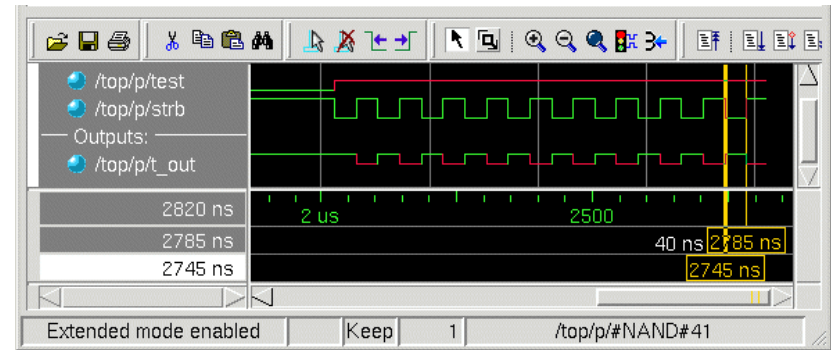 /top/p/test
/top/p/strb
Outputs:
/top/p/t_out
2820 ns
2 us 2500
2785 ns
40 ns 2785 ns
2745 ns
2745 ns
Extended mode enabled Keep 1 /top/p/#NAND#41